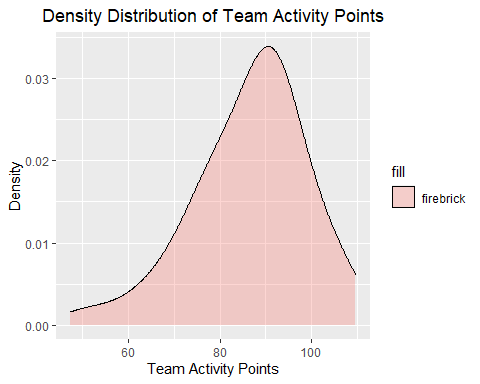 Density Distribution of Team Activity Points
Density
0.03
0.02
0.01
0.00
60 80 100
Team Activity Points
fill
firebrick